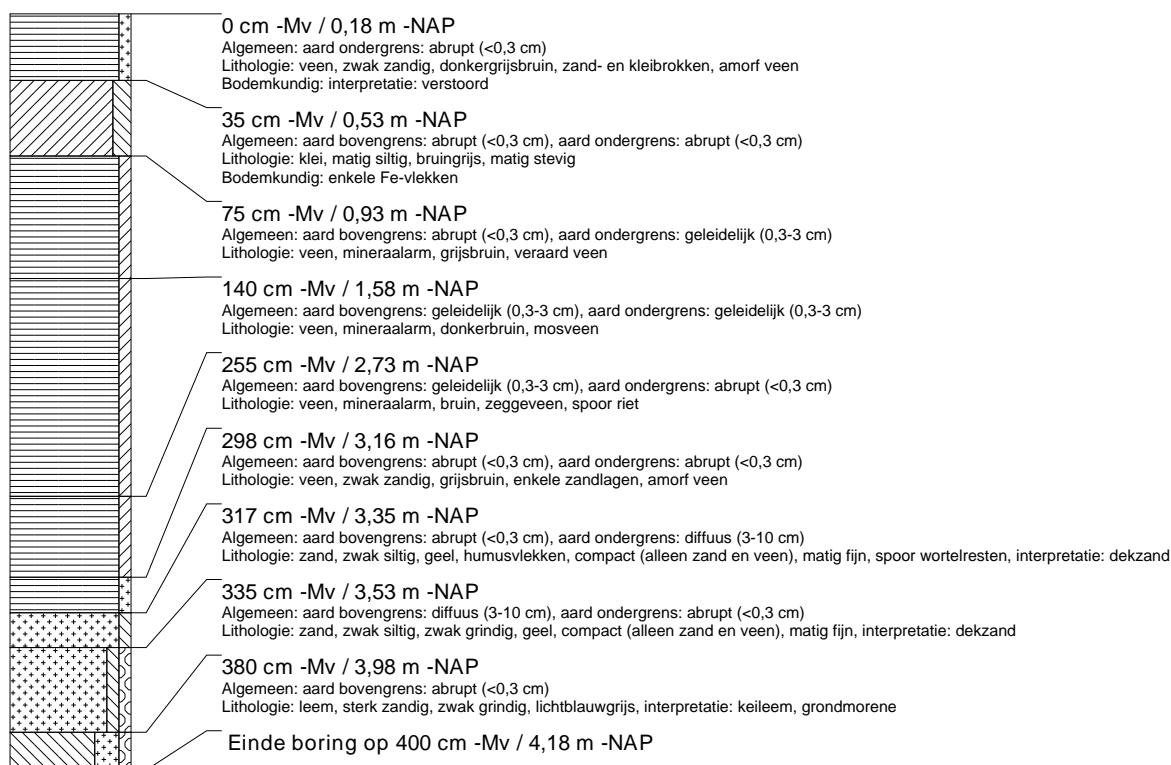 0 cm -Mv / 0,18 m -NAP
Algemeen: aard ondergrens: abrupt (<0,3 cm)
Lithologie: veen, zwak zandig, donkergrijsbruin, zand- en kleibrokken, amorf veen
Bodemkundig: interpretatie: verstoord
35 cm -Mv / 0,53 m -NAP
Algemeen: aard bovengrens: abrupt (<0,3 cm), aard ondergrens: abrupt (<0,3 cm)
Lithologie: klei, matig siltig, bruingrijs, matig stevig
Bodemkundig: enkele Fe-vlekken
75 cm -Mv / 0,93 m -NAP
Algemeen: aard bovengrens: abrupt (<0,3 cm), aard ondergrens: geleidelijk (0,3-3 cm)
Lithologie: veen, mineraalarm, grijsbruin, veraard veen
140 cm -Mv / 1,58 m -NAP
Algemeen: aard bovengrens: geleidelijk (0,3-3 cm), aard ondergrens: geleidelijk (0,3-3 cm)
Lithologie: veen, mineraalarm, donkerbruin, mosveen
255 cm -Mv / 2,73 m -NAP
Algemeen: aard bovengrens: geleidelijk (0,3-3 cm), aard ondergrens: abrupt (<0,3 cm)
Lithologie: veen, mineraalarm, bruin, zeggeveen, spoor riet
298 cm -Mv / 3,16 m -NAP
Algemeen: aard bovengrens: abrupt (<0,3 cm), aard ondergrens: abrupt (<0,3 cm)
Lithologie: veen, zwak zandig, grijsbruin, enkele zandlagen, amorf veen
317 cm -Mv / 3,35 m -NAP
Algemeen: aard bovengrens: abrupt (<0,3 cm), aard ondergrens: diffuus (3-10 cm)
Lithologie: zand, zwak siltig, geel, humusvlekken, compact (alleen zand en veen), matig fijn, spoor wortelresten, interpretatie: dekzand
335 cm -Mv / 3,53 m -NAP
Algemeen: aard bovengrens: diffuus (3-10 cm), aard ondergrens: abrupt (<0,3 cm)
Lithologie: zand, zwak siltig, zwak grindig, geel, compact (alleen zand en veen), matig fijn, interpretatie: dekzand
380 cm -Mv / 3,98 m -NAP
Algemeen: aard bovengrens: abrupt (<0,3 cm)
Lithologie: leem, sterk zandig, zwak grindig, lichtblauwgrijs, interpretatie: keileem, grondmorene
Einde boring op 400 cm -Mv / 4,18 m -NAP